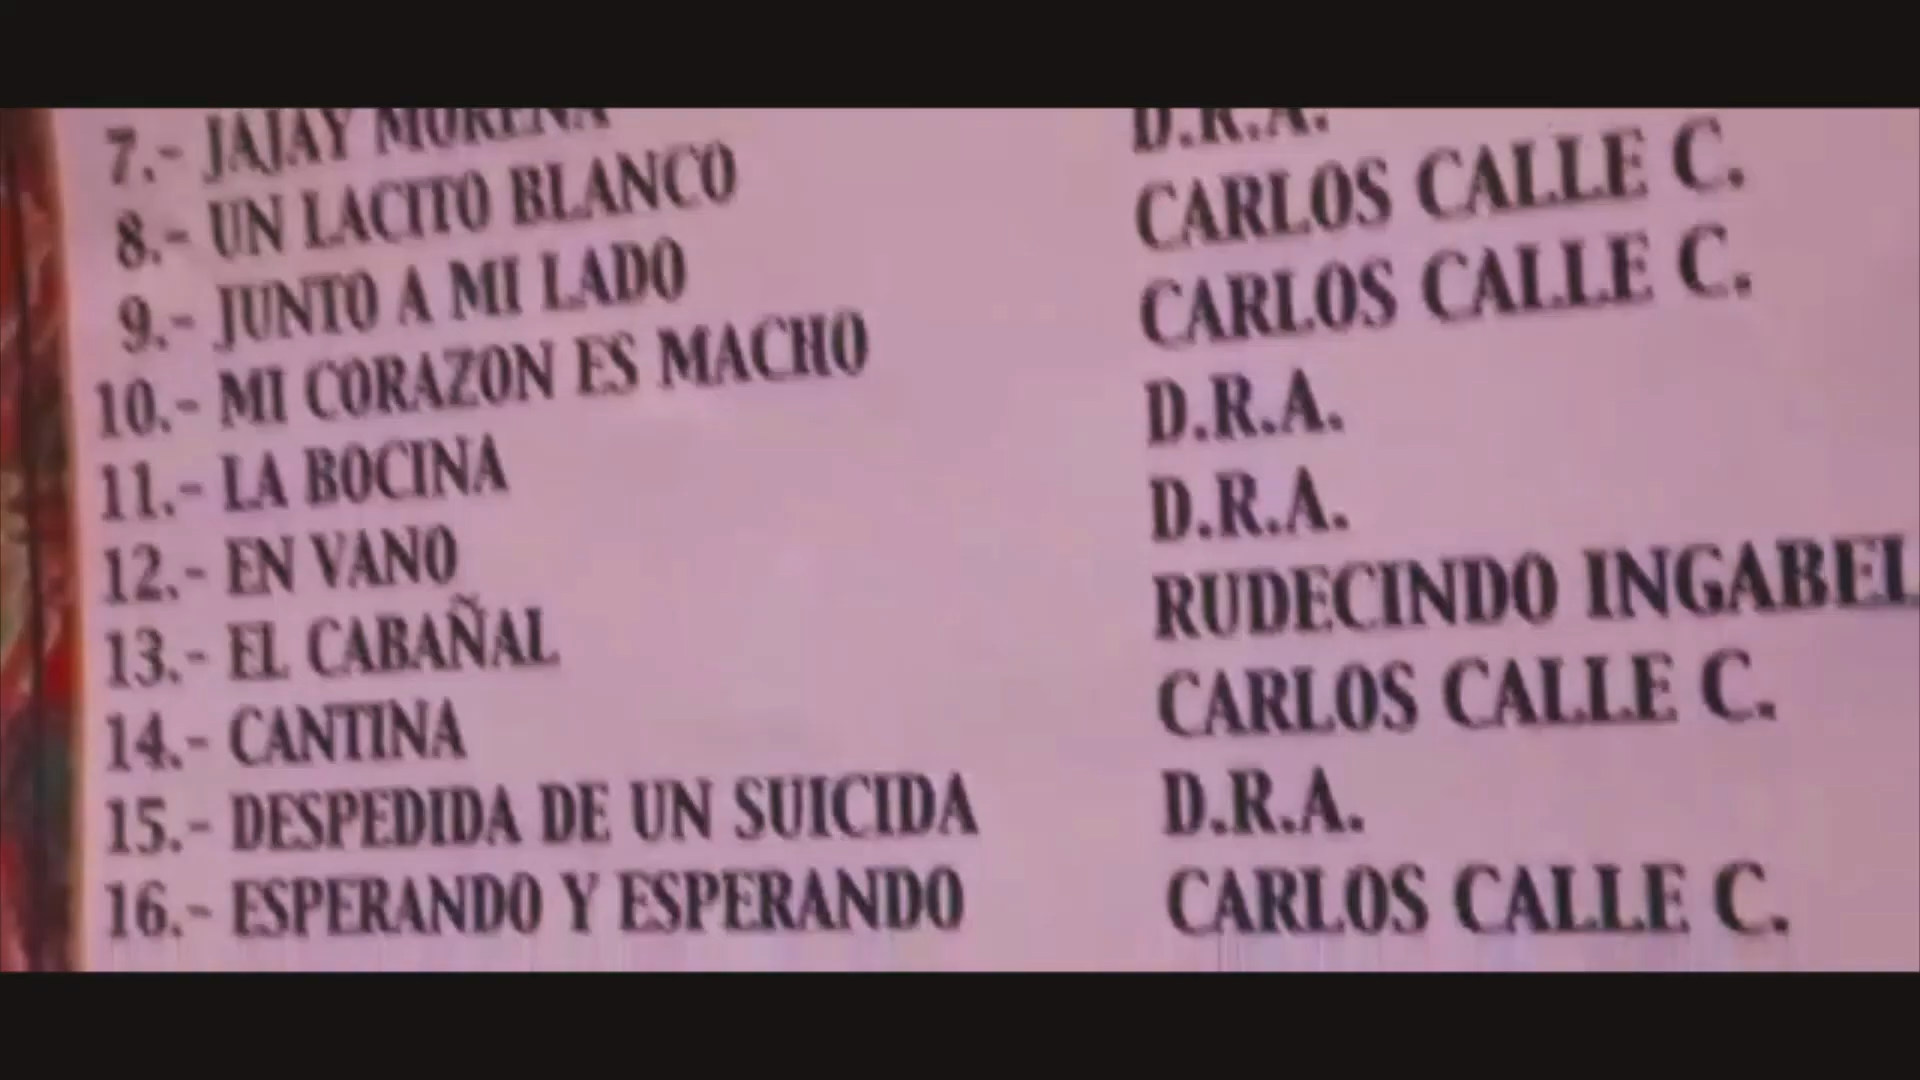 7.- JAJAY MORENA
8.- UN LACITO BLANCO D.R.A.
9.- JUNTO A MI LADO CARLOS CALLE C.
10.- MI CORAZON ES MACHO CARLOS CALLE C.
11.- LA BOCINA D.R.A.
12.- EN VANO D.R.A.
13.- EL CABAÑAL RUDECINDO INGABEL
14.- CANTINA CARLOS CALLE C.
15.- DESPEDIDA DE UN SUICIDA D.R.A.
16.- ESPERANDO Y ESPERANDO CARLOS CALLE C.